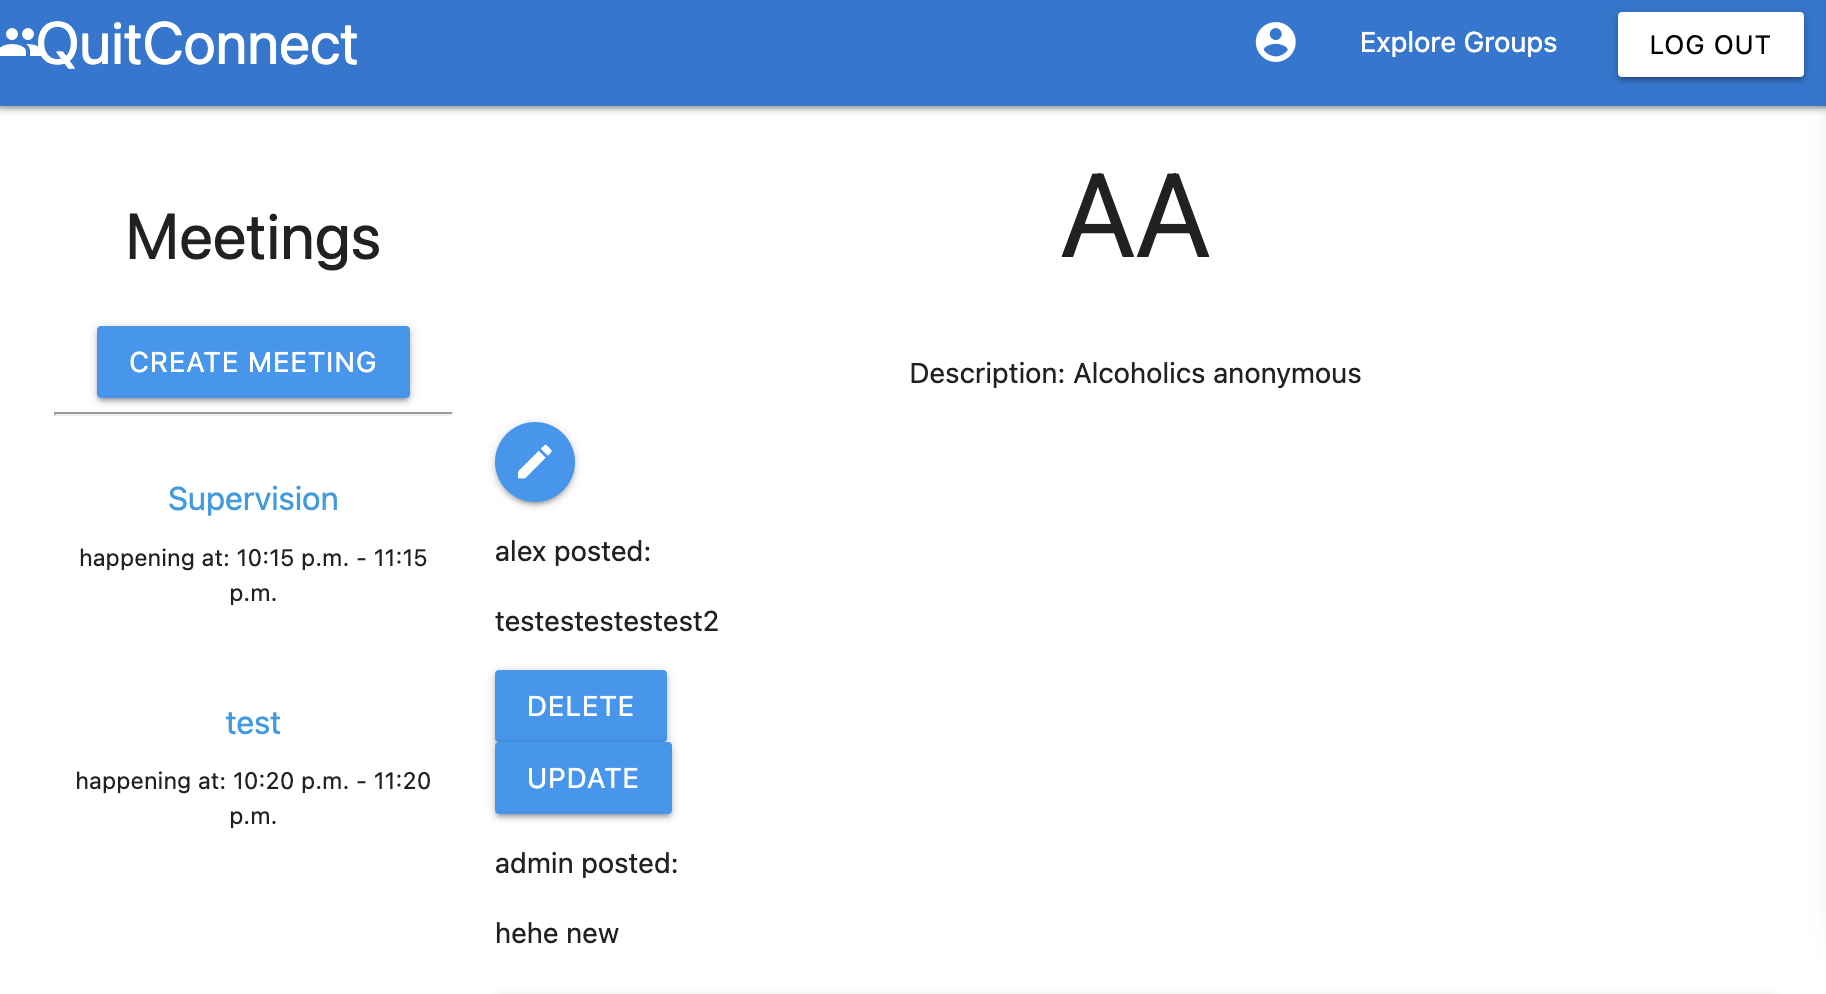 QuitConnect
Explore Groups
LOG OUT
Meetings
CREATE MEETING
Supervision
happening at: 10:15 p.m. - 11:15
p.m.
test
happening at: 10:20 p.m. - 11:20
p.m.
AA
Description: Alcoholics anonymous
alex posted:
testestestestest2
DELETE
UPDATE
admin posted:
hehe new